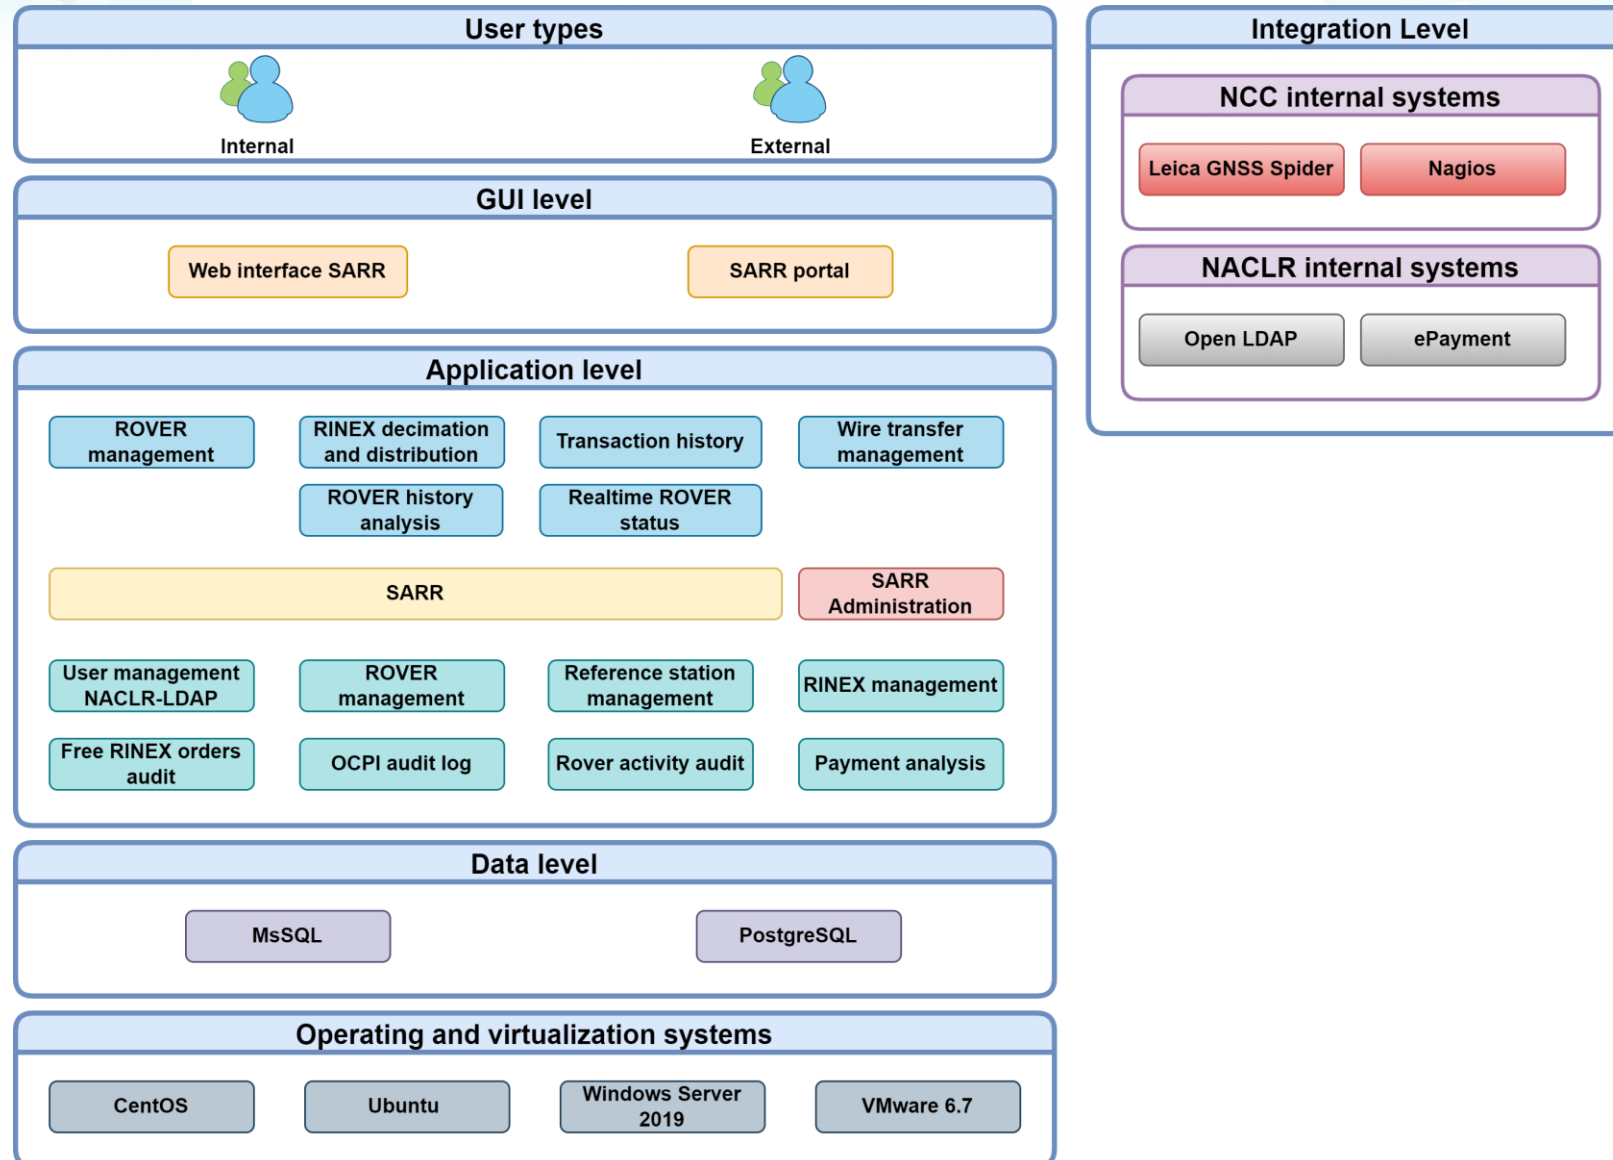 User types
Internal
External
GUI level
Web interface SARR
SARR portal
Application level
ROVER
management
RINEX decimation
and distribution
Transaction history
Wire transfer
management
ROVER history
analysis
Realtime ROVER
status
SARR
SARR
Administration
User management
NACLR-LDAP
ROVER
management
Reference station
management
RINEX management
Free RINEX orders
audit
OCPI audit log
Rover activity audit
Payment analysis
Data level
MsSQL
PostgreSQL
Operating and virtualization systems
CentOS
Ubuntu
Windows Server
2019
VMware 6.7
Integration Level
NCC internal systems
Leica GNSS Spider
Nagios
NACLR internal systems
Open LDAP
ePayment